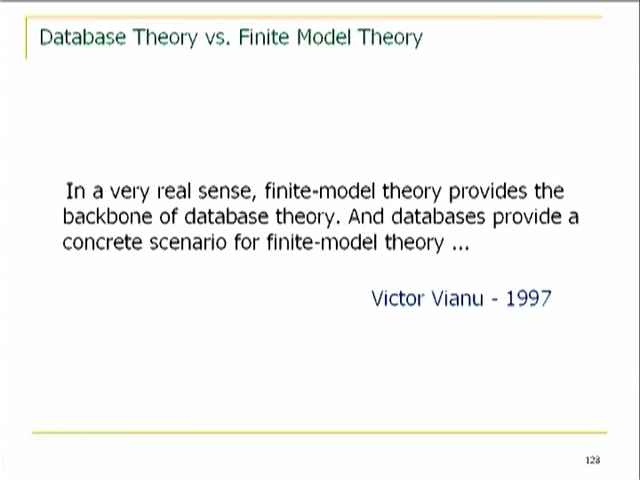 Database Theory vs. Finite Model Theory
In a very real sense, finite-model theory provides the
backbone of database theory. And databases provide a
concrete scenario for finite-model theory ...
Victor Vianu - 1997
128